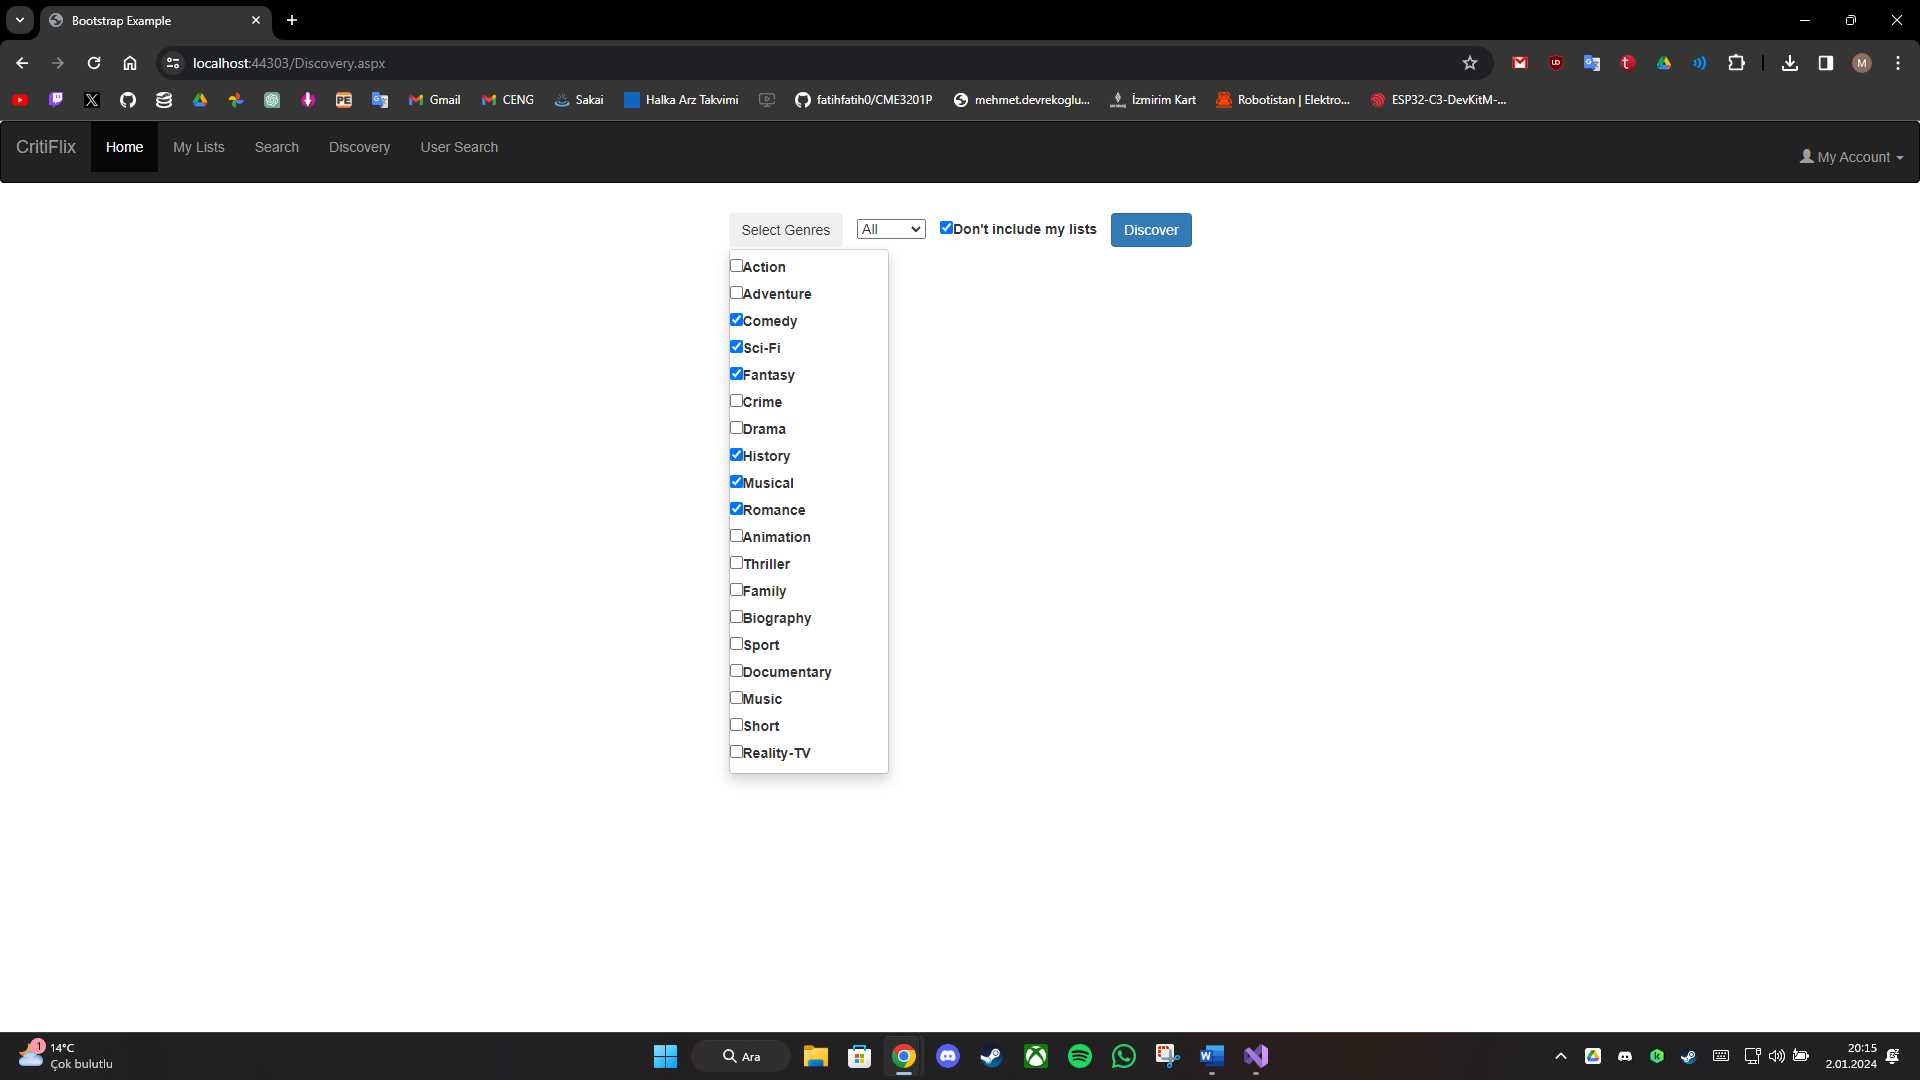 Bootstrap Example
localhost:44303/Discovery.aspx
M
PE
Gmail
CENG
Sakai
Halka Arz Takvimi
fatihfatih0/CME3201P
mehmet.devrekoglu...
İzmirim Kart
Robotistan | Elektro...
ESP32-C3-DevKitM-...
CritiFlix
Home
My Lists
Search
Discovery
User Search
My Account
Select Genres
All
Don't include my lists
Discover
Action
Adventure
Comedy
Sci-Fi
Fantasy
Crime
Drama
History
Musical
Romance
Animation
Thriller
Family
Biography
Sport
Documentary
Music
Short
Reality-TV
1
14°C
Çok bulutlu
Ara
20:15
2.01.2024